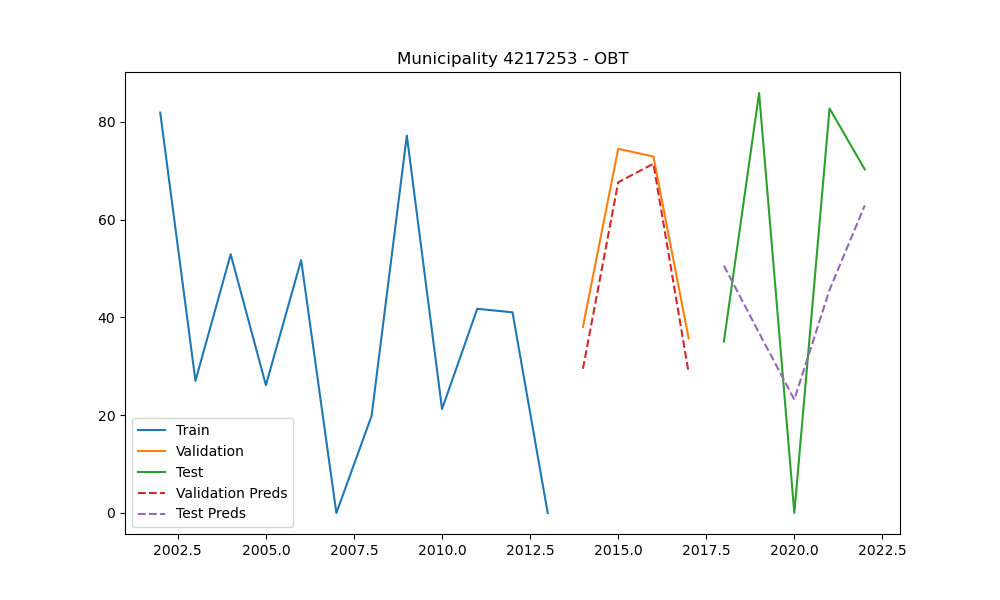 Municipality 4217253 - OBT
80
60
40
20
0
Train
Validation
Test
Validation Preds
Test Preds
2002.5 2005.0 2007.5 2010.0 2012.5 2015.0 2017.5 2020.0 2022.5